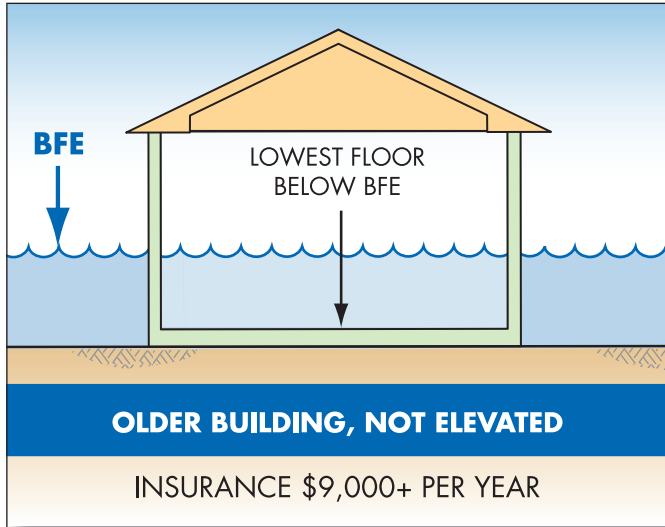 BFE
LOWEST FLOOR
BELOW BFE
OLDER BUILDING, NOT ELEVATED
INSURANCE $9,000+ PER YEAR